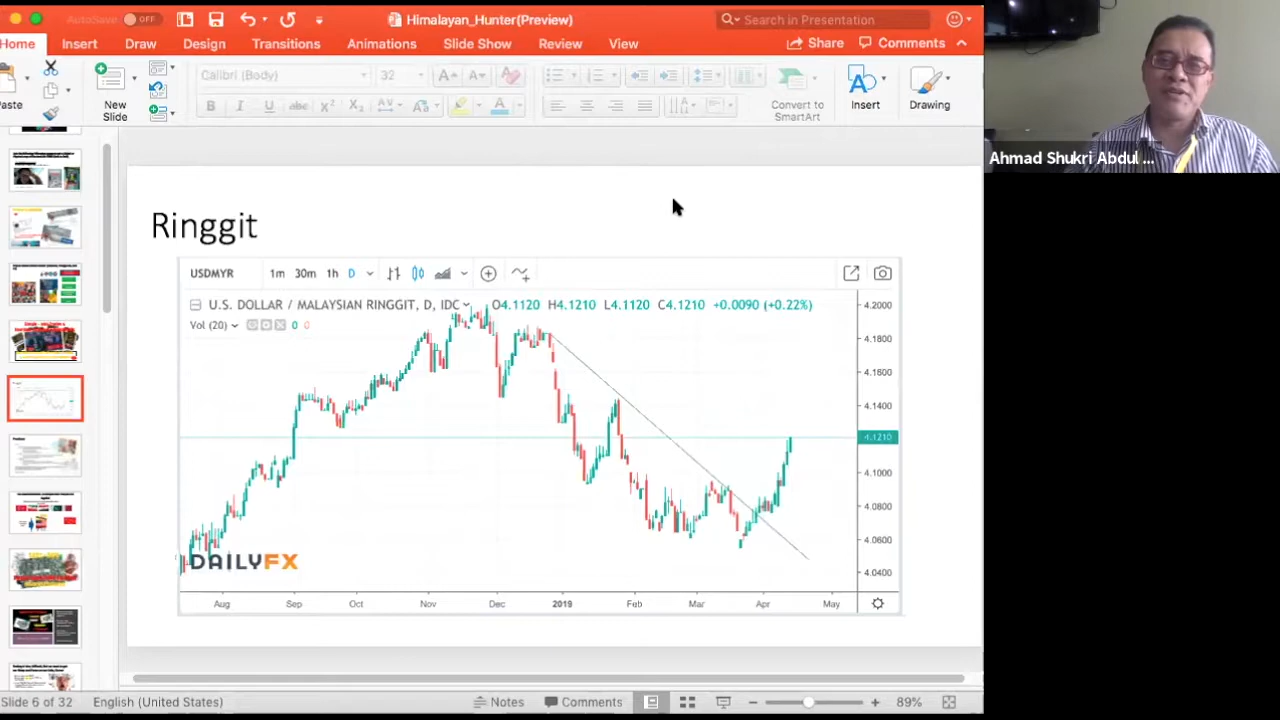 AutoSave OFF
Himalayan_Hunter(Preview)
Search in Presentation
Home Insert Draw Design Transitions Animations Slide Show Review View Share Comments
Paste
New
Slide
Calibri (Body) 32
Convert to
SmartArt
Insert
Drawing
Ahmad Shukri Abdul ...
Ringgit
USDMYR 1m 30m 1h D
U.S. DOLLAR / MALAYSIAN RINGGIT, D, IDC O4.1120 H4.1210 L4.1120 C4.1210 +0.0090 (+0.22%)
Vol (20) 0 0
4.2000
4.1800
4.1600
4.1400
4.1210
4.1000
4.0800
4.0600
4.0400
DAILYFX
Aug Sep Oct Nov Dec 2019 Feb Mar Apr May
Slide 6 of 32 English (United States) Notes Comments 89%